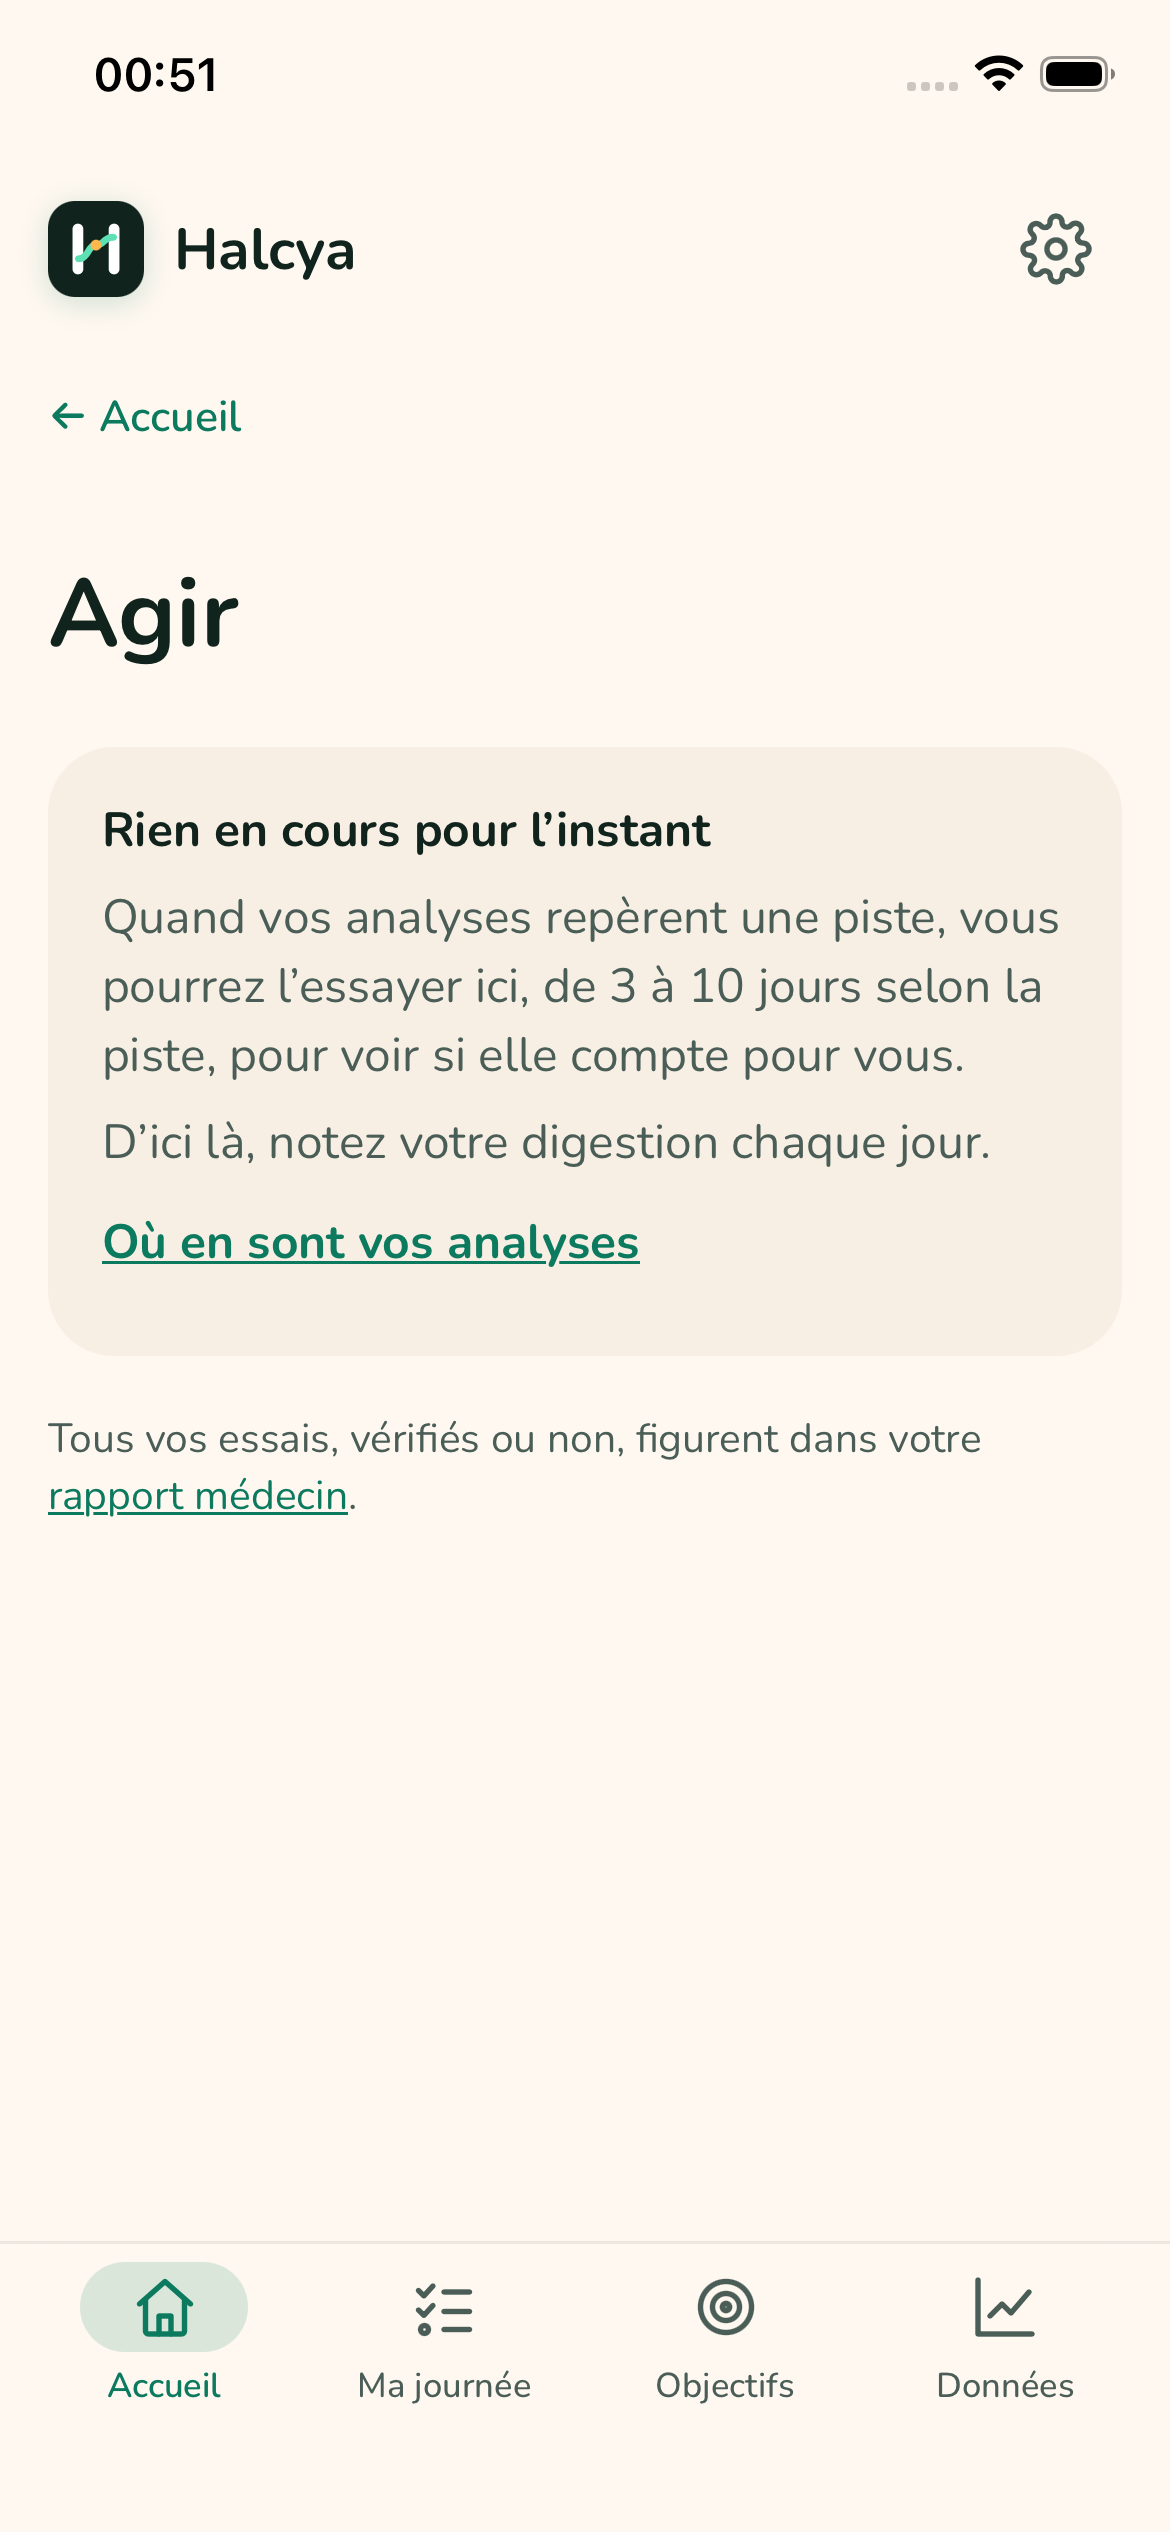 00:51
Halcya
← Accueil
Agir
Rien en cours pour l’instant
Quand vos analyses repèrent une piste, vous
pourrez l’essayer ici, de 3 à 10 jours selon la
piste, pour voir si elle compte pour vous.
D’ici là, notez votre digestion chaque jour.
Où en sont vos analyses
Tous vos essais, vérifiés ou non, figurent dans votre
rapport médecin.
Accueil
Ma journée
Objectifs
Données